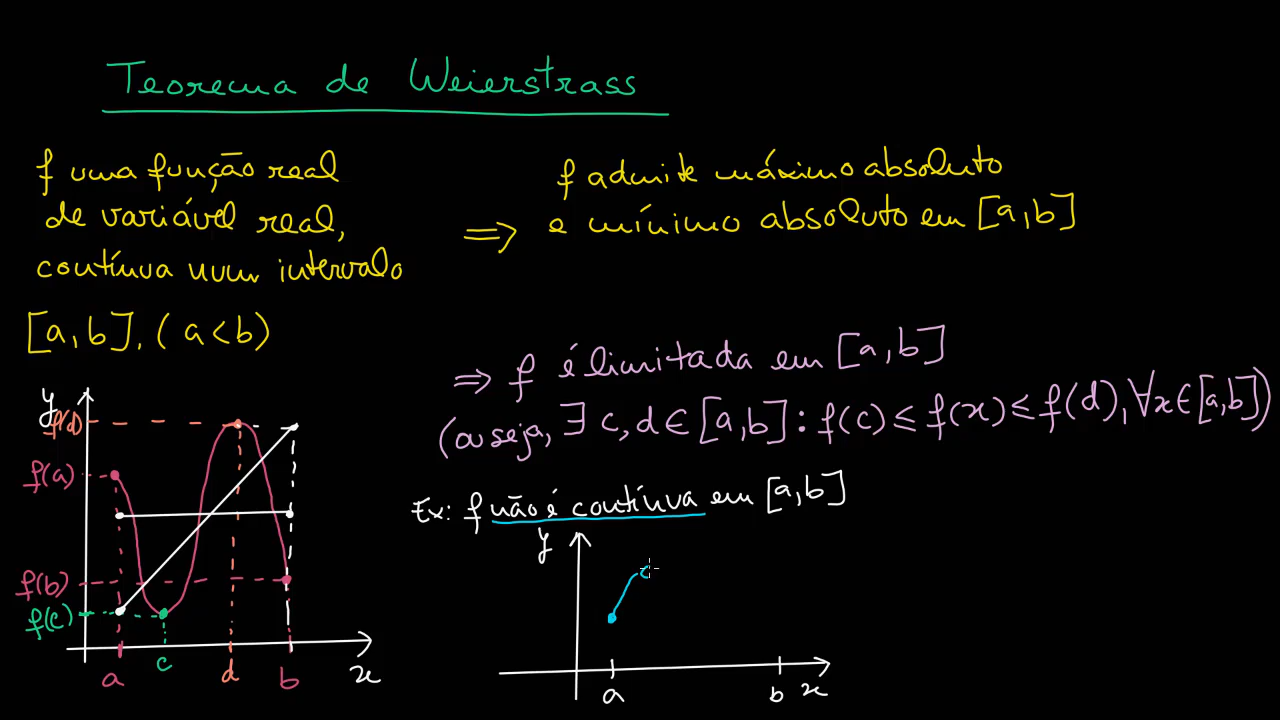 Teorema de Weierstrass
f uma função real
de variável real,
contínua num intervalo
[a,b], (a<b)
⇒
f admite máximo absoluto
e mínimo absoluto em [a,b]
⇒ f é limitada em [a,b]
(ou seja, ∃ c,d ∈ [a,b]: f(c) ≤ f(x) ≤ f(d), ∀x∈[a,b])
y
f(d)
f(a)
f(b)
f(c)
a
c
d
b
x
Ex: f não é contínua em [a,b]
y
a
b
x